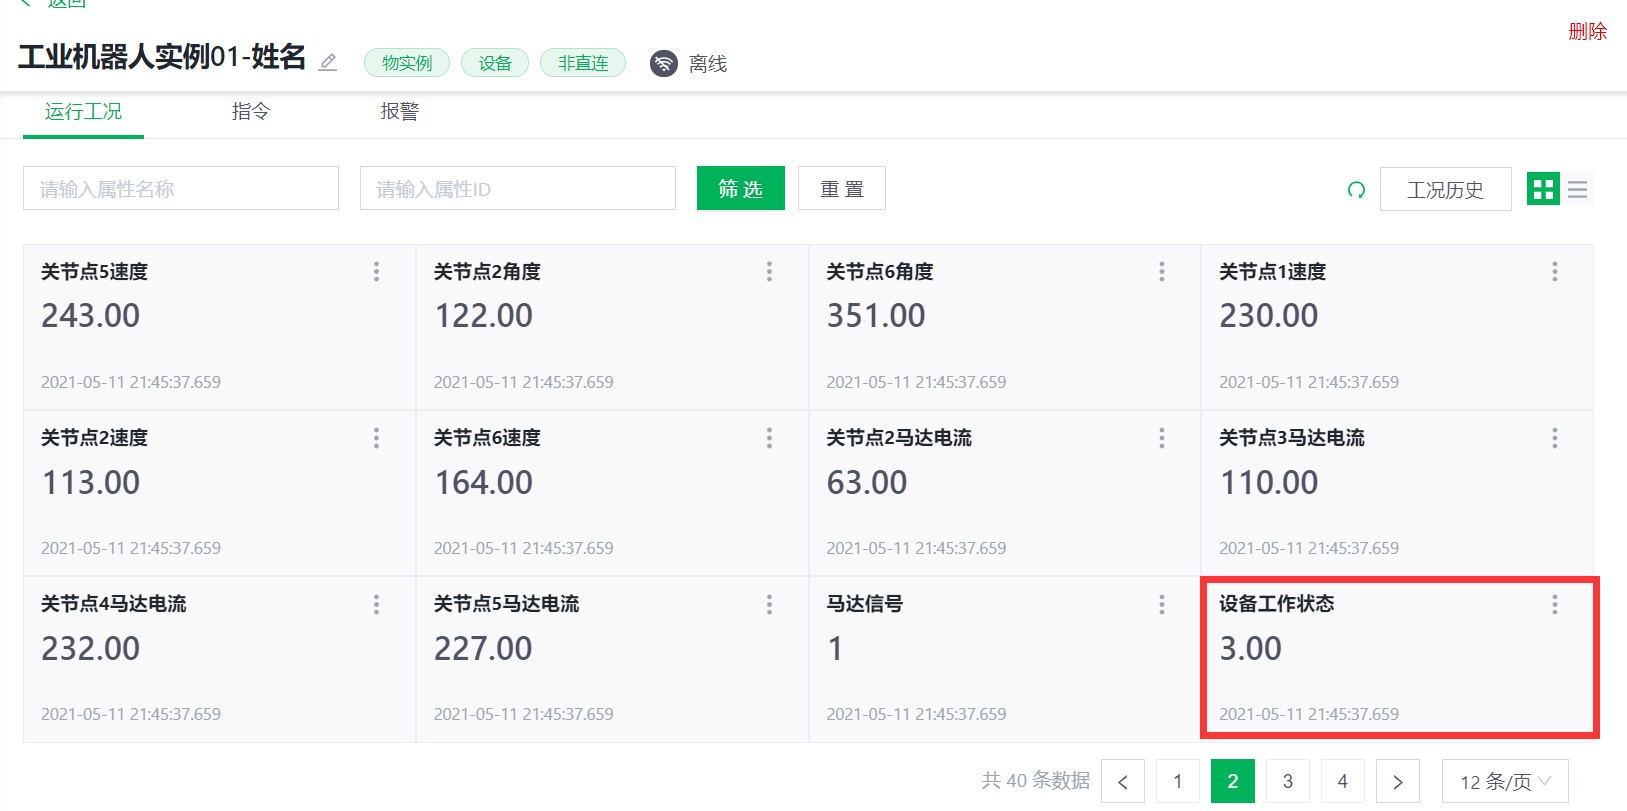 返回
删除
工业机器人实例01-姓名
物实例 设备 非直连 离线
运行工况 指令 报警
请输入属性名称 请输入属性ID 筛选 重置 工况历史
关节点5速度 关节点2角度 关节点6角度 关节点1速度
243.00 122.00 351.00 230.00
2021-05-11 21:45:37.659 2021-05-11 21:45:37.659 2021-05-11 21:45:37.659 2021-05-11 21:45:37.659
关节点2速度 关节点6速度 关节点2马达电流 关节点3马达电流
113.00 164.00 63.00 110.00
2021-05-11 21:45:37.659 2021-05-11 21:45:37.659 2021-05-11 21:45:37.659 2021-05-11 21:45:37.659
关节点4马达电流 关节点5马达电流 马达信号 设备工作状态
232.00 227.00 1 3.00
2021-05-11 21:45:37.659 2021-05-11 21:45:37.659 2021-05-11 21:45:37.659 2021-05-11 21:45:37.659
共 40 条数据 < 1 2 3 4 > 12 条/页